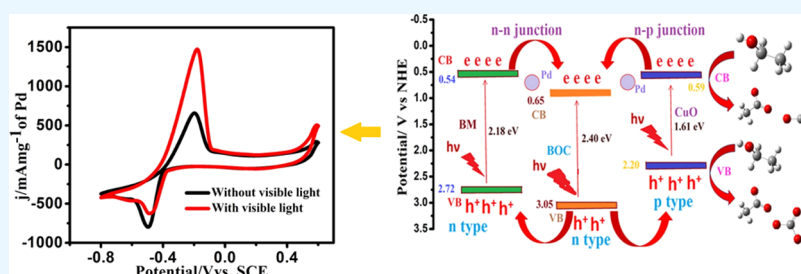 1500
1000
500
0
-500
-1000
-0.8 -0.4 0.0 0.4
j/mAmg-1 of Pd
Without visible light
With visible light
Potential/Vvs. SCE
Potential/ V vs NHE
0.0
0.5
1.0
1.5
2.0
2.5
3.0
3.5
n-n junction
n-p junction
CB e e e e
0.54
Pd
0.65
CB
e e e e
Pd
e e e e
0.59
CB
BM
2.18 eV
BOC
2.40 eV
CuO
1.61 eV
hν
hν
hν
2.72
VB h+ h+ h+
n type
3.05
VB h+ h+
n type
2.20
h+ h+ h+
p type
VB